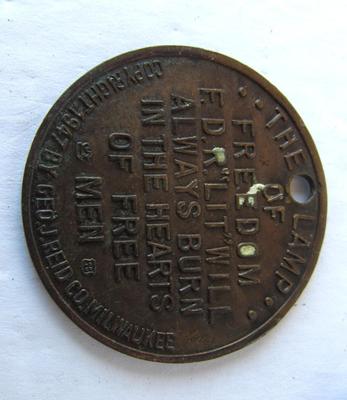 THE LAMP
OF
FREEDOM
F.D.R. "LIT" WILL
ALWAYS BURN
IN THE HEARTS
OF FREE
MEN
COPYRIGHT 1947 BY GEO.J.REID CO.MILWAUKEE